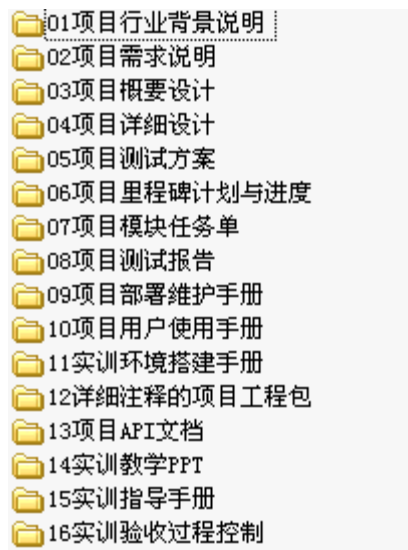 01项目行业背景说明
02项目需求说明
03项目概要设计
04项目详细设计
05项目测试方案
06项目里程碑计划与进度
07项目模块任务单
08项目测试报告
09项目部署维护手册
10项目用户使用手册
11实训环境搭建手册
12详细注释的项目工程包
13项目API文档
14实训教学PPT
15实训指导手册
16实训验收过程控制